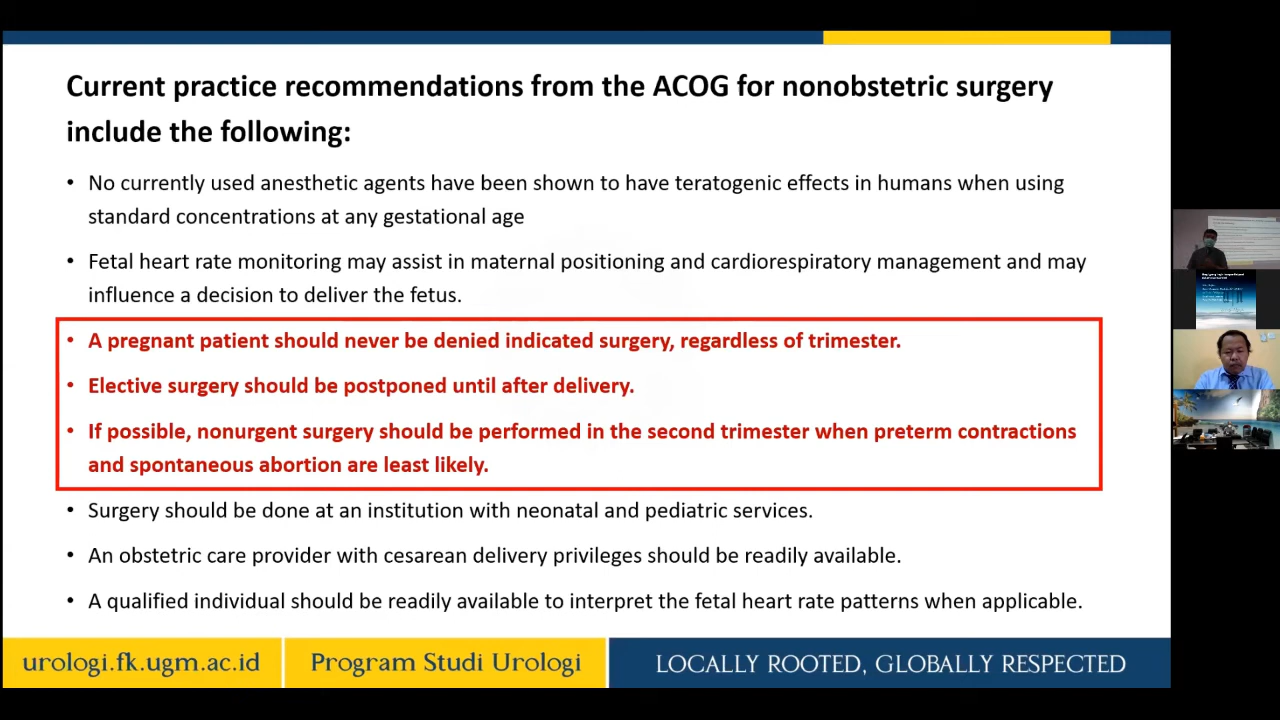 Current practice recommendations from the ACOG for nonobstetric surgery
include the following:
• No currently used anesthetic agents have been shown to have teratogenic effects in humans when using
standard concentrations at any gestational age
• Fetal heart rate monitoring may assist in maternal positioning and cardiorespiratory management and may
influence a decision to deliver the fetus.
• A pregnant patient should never be denied indicated surgery, regardless of trimester.
• Elective surgery should be postponed until after delivery.
• If possible, nonurgent surgery should be performed in the second trimester when preterm contractions
and spontaneous abortion are least likely.
• Surgery should be done at an institution with neonatal and pediatric services.
• An obstetric care provider with cesarean delivery privileges should be readily available.
• A qualified individual should be readily available to interpret the fetal heart rate patterns when applicable.
urologi.fk.ugm.ac.id
Program Studi Urologi
LOCALLY ROOTED, GLOBALLY RESPECTED